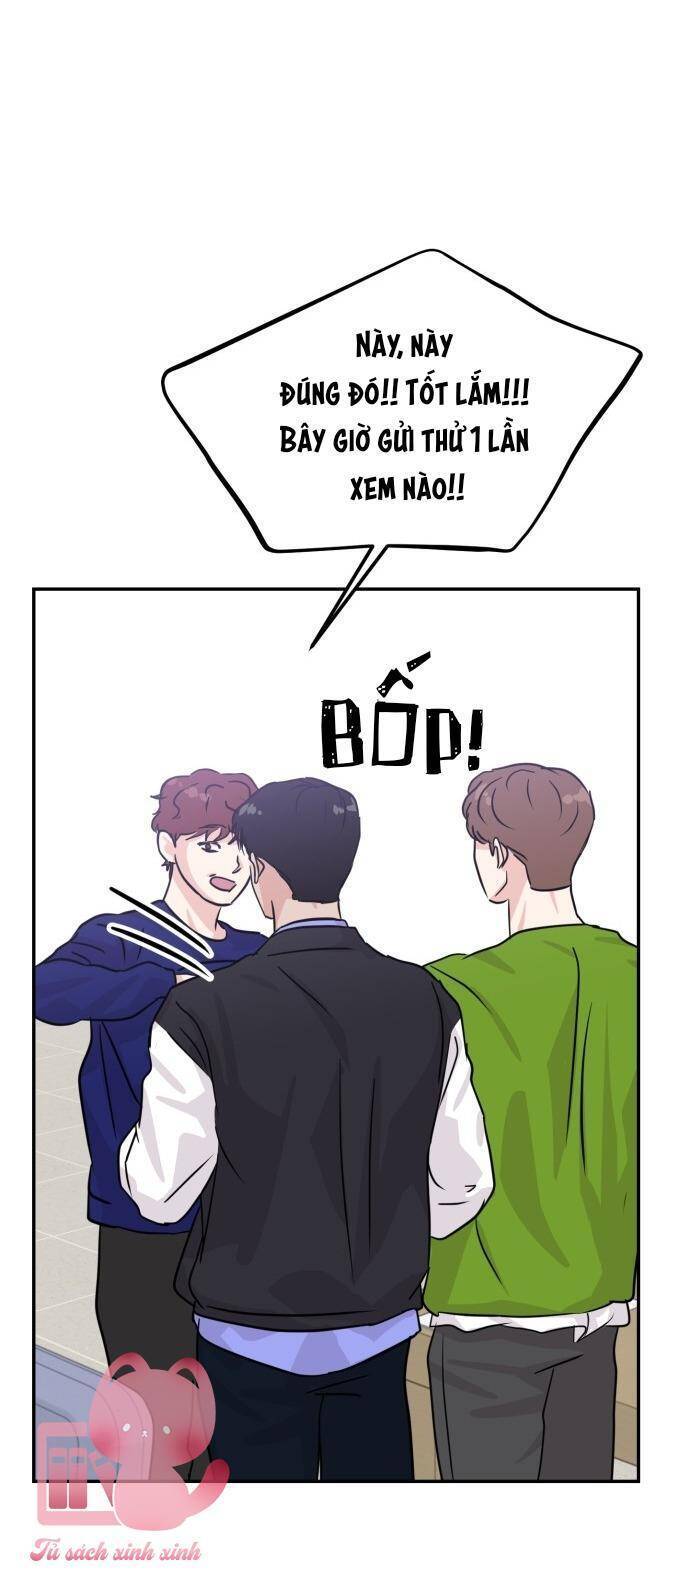 NÀY, NÀY
ĐÚNG ĐÓ!! TỐT LẮM!!!
BÂY GIỜ GỬI THỬ 1 LẦN
XEM NÀO!!
BỐP!
Tủ sách xinh xinh